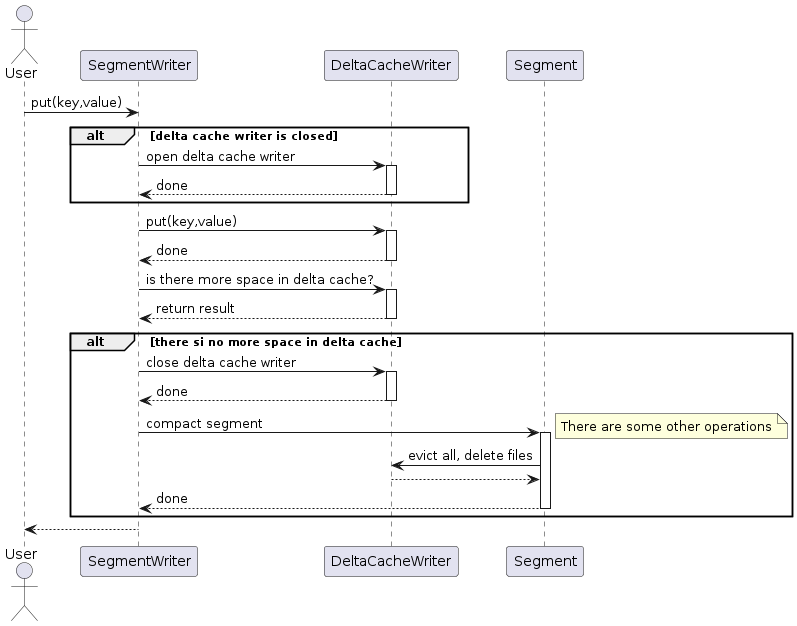 User
SegmentWriter
DeltaCacheWriter
Segment
put(key,value)
alt
[delta cache writer is closed]
open delta cache writer
done
put(key,value)
done
is there more space in delta cache?
return result
alt
[there si no more space in delta cache]
close delta cache writer
done
compact segment
There are some other operations
evict all, delete files
done
User
SegmentWriter
DeltaCacheWriter
Segment